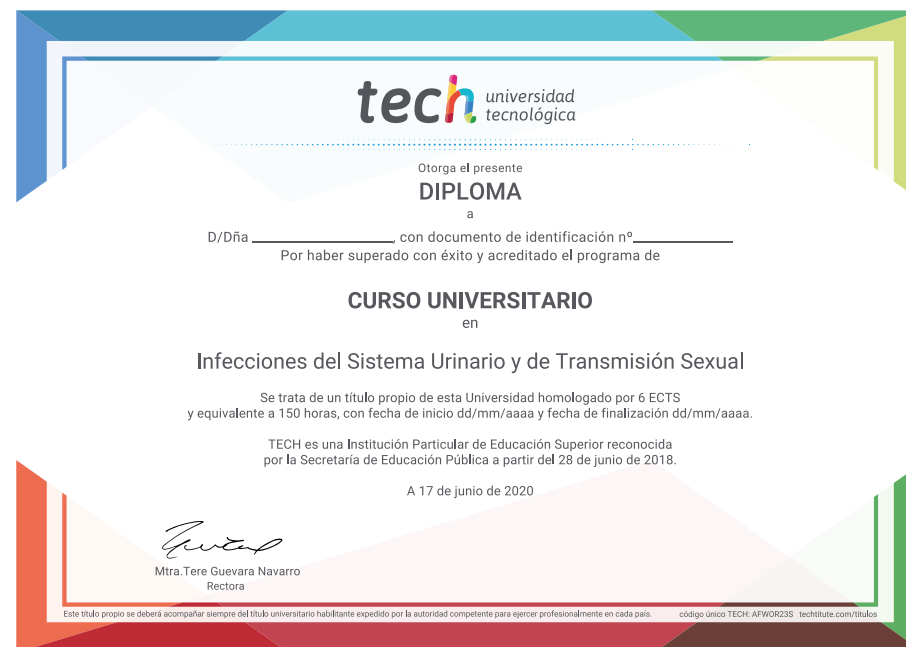 tech universidad
tecnológica
Otorga el presente
DIPLOMA
a
D/Dña ____________________, con documento de identificación nº______________
Por haber superado con éxito y acreditado el programa de
CURSO UNIVERSITARIO
en
Infecciones del Sistema Urinario y de Transmisión Sexual
Se trata de un título propio de esta Universidad homologado por 6 ECTS
y equivalente a 150 horas, con fecha de inicio dd/mm/aaaa y fecha de finalización dd/mm/aaaa.
TECH es una Institución Particular de Educación Superior reconocida
por la Secretaría de Educación Pública a partir del 28 de junio de 2018.
A 17 de junio de 2020
Mtra.Tere Guevara Navarro
Rectora
Este título propio se deberá acompañar siempre del título universitario habilitante expedido por la autoridad competente para ejercer profesionalmente en cada país. código único TECH: AFWOR23S techtitute.com/títulos